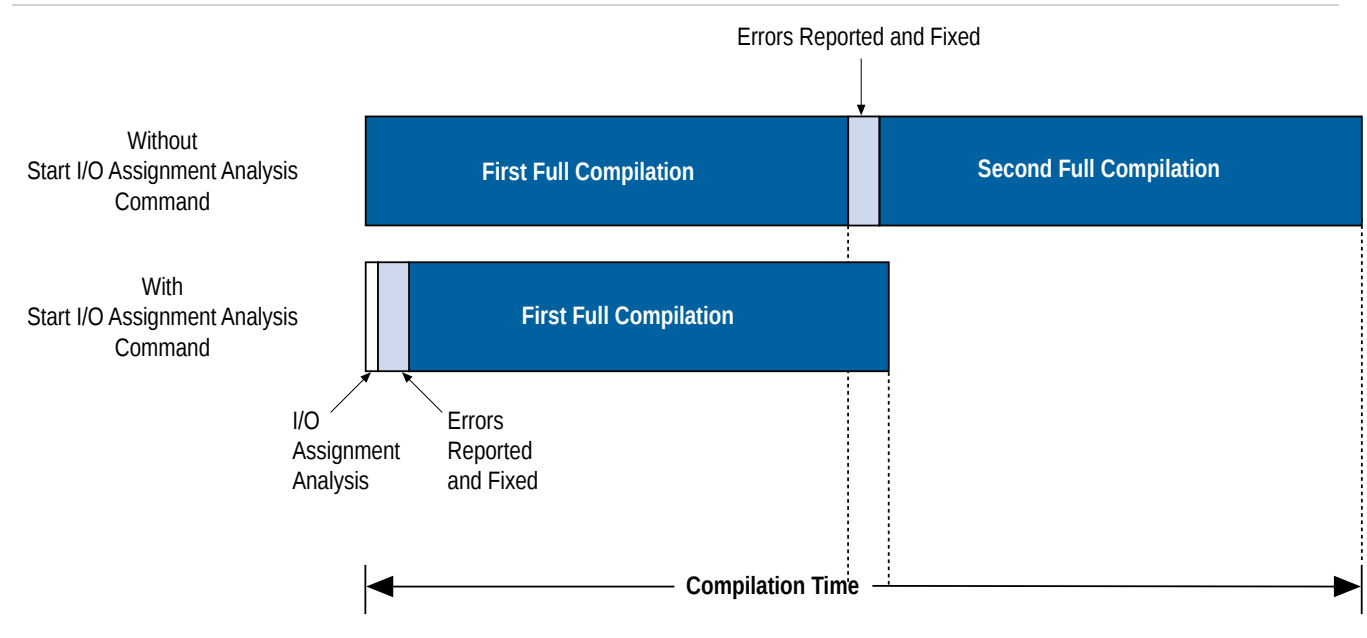 Errors Reported and Fixed
Without
Start I/O Assignment Analysis
Command
First Full Compilation
Second Full Compilation
With
Start I/O Assignment Analysis
Command
First Full Compilation
I/O
Assignment
Analysis
Errors
Reported
and Fixed
Compilation Time